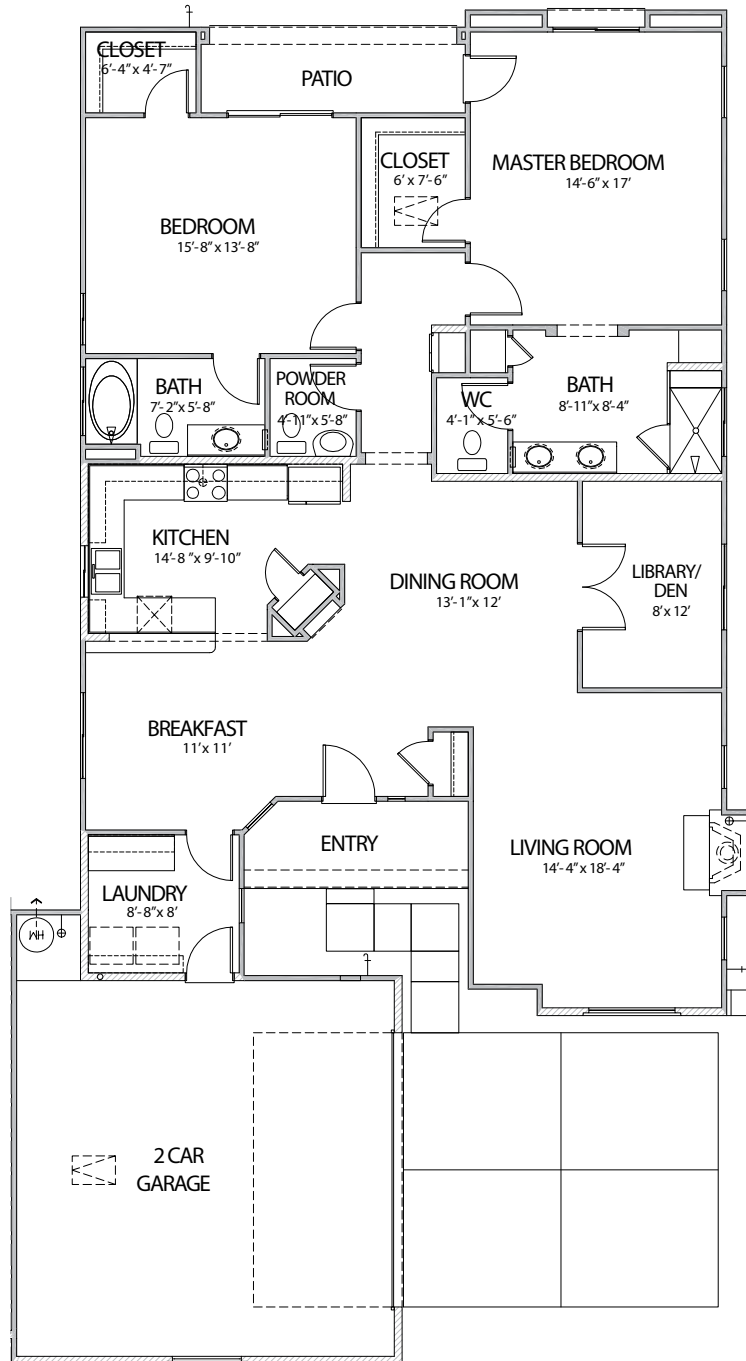 CLOSET
6'-4" x 4'-7"
PATIO
CLOSET
6' x 7'-6"
MASTER BEDROOM
14'-6" x 17'
BEDROOM
15'-8" x 13'-8"
BATH
7'-2" x 5'-8"
POWDER
ROOM
4-11" x 5'-8"
WC
4'-1" x 5'-6"
BATH
8'-11" x 8'-4"
KITCHEN
14'-8 "x 9'-10"
DINING ROOM
13'-1" x 12'
LIBRARY/
DEN
8' x 12'
BREAKFAST
11' x 11'
ENTRY
LIVING ROOM
14'-4" x 18'-4"
LAUNDRY
8'-8" x 8'
HW
2 CAR
GARAGE